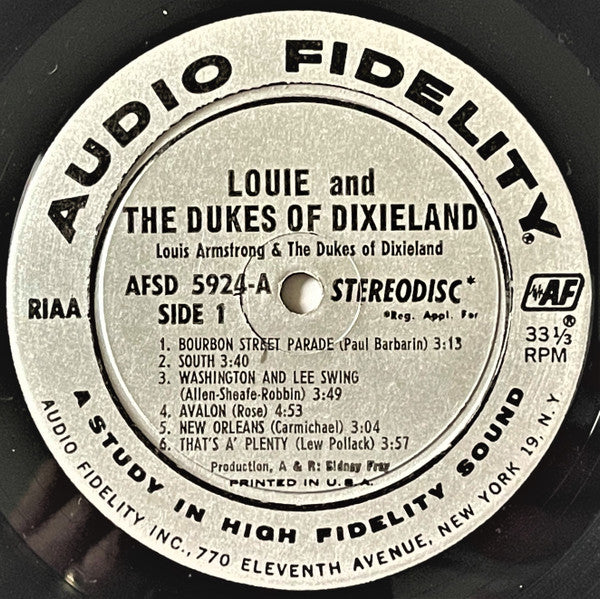 AUDIO FIDELITY®
LOUIE and
THE DUKES OF DIXIELAND
Louis Armstrong & The Dukes of Dixieland
AFSD 5924-A
SIDE 1
STEREODISC*
*Reg. Appl. For
RIAA
AF®
33⅓
RPM
1. BOURBON STREET PARADE (Paul Barbarin) 3:13
2. SOUTH 3:40
3. WASHINGTON AND LEE SWING
(Allen-Sheafe-Robbin) 3:49
4. AVALON (Rose) 4:53
5. NEW ORLEANS (Carmichael) 3:04
6. THAT'S A' PLENTY (Lew Pollack) 3:57
Production, A & R: Sidney Frey
PRINTED IN U.S.A.
A STUDY IN HIGH FIDELITY SOUND
AUDIO FIDELITY INC., 770 ELEVENTH AVENUE, NEW YORK 19, N.Y.